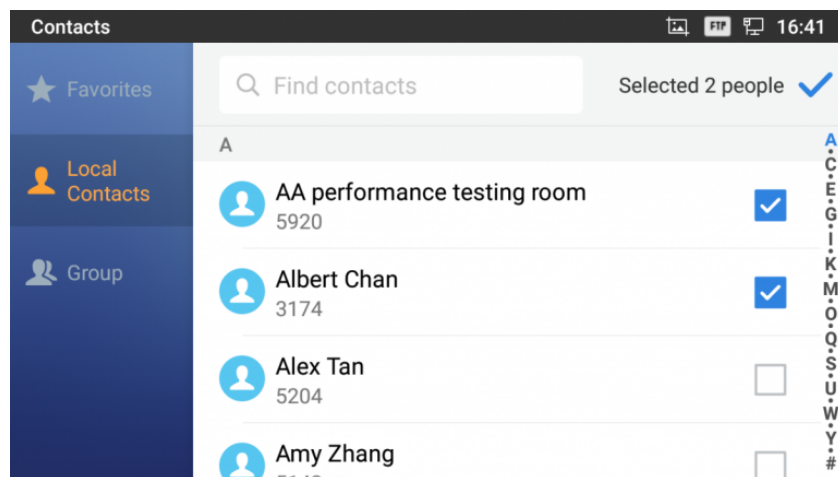 Contacts
FTP
16:41
Favorites
Local
Contacts
Group
Find contacts
Selected 2 people
A
AA performance testing room
5920
Albert Chan
3174
Alex Tan
5204
Amy Zhang
A
C
E
G
I
K
M
O
Q
S
U
W
Y
#